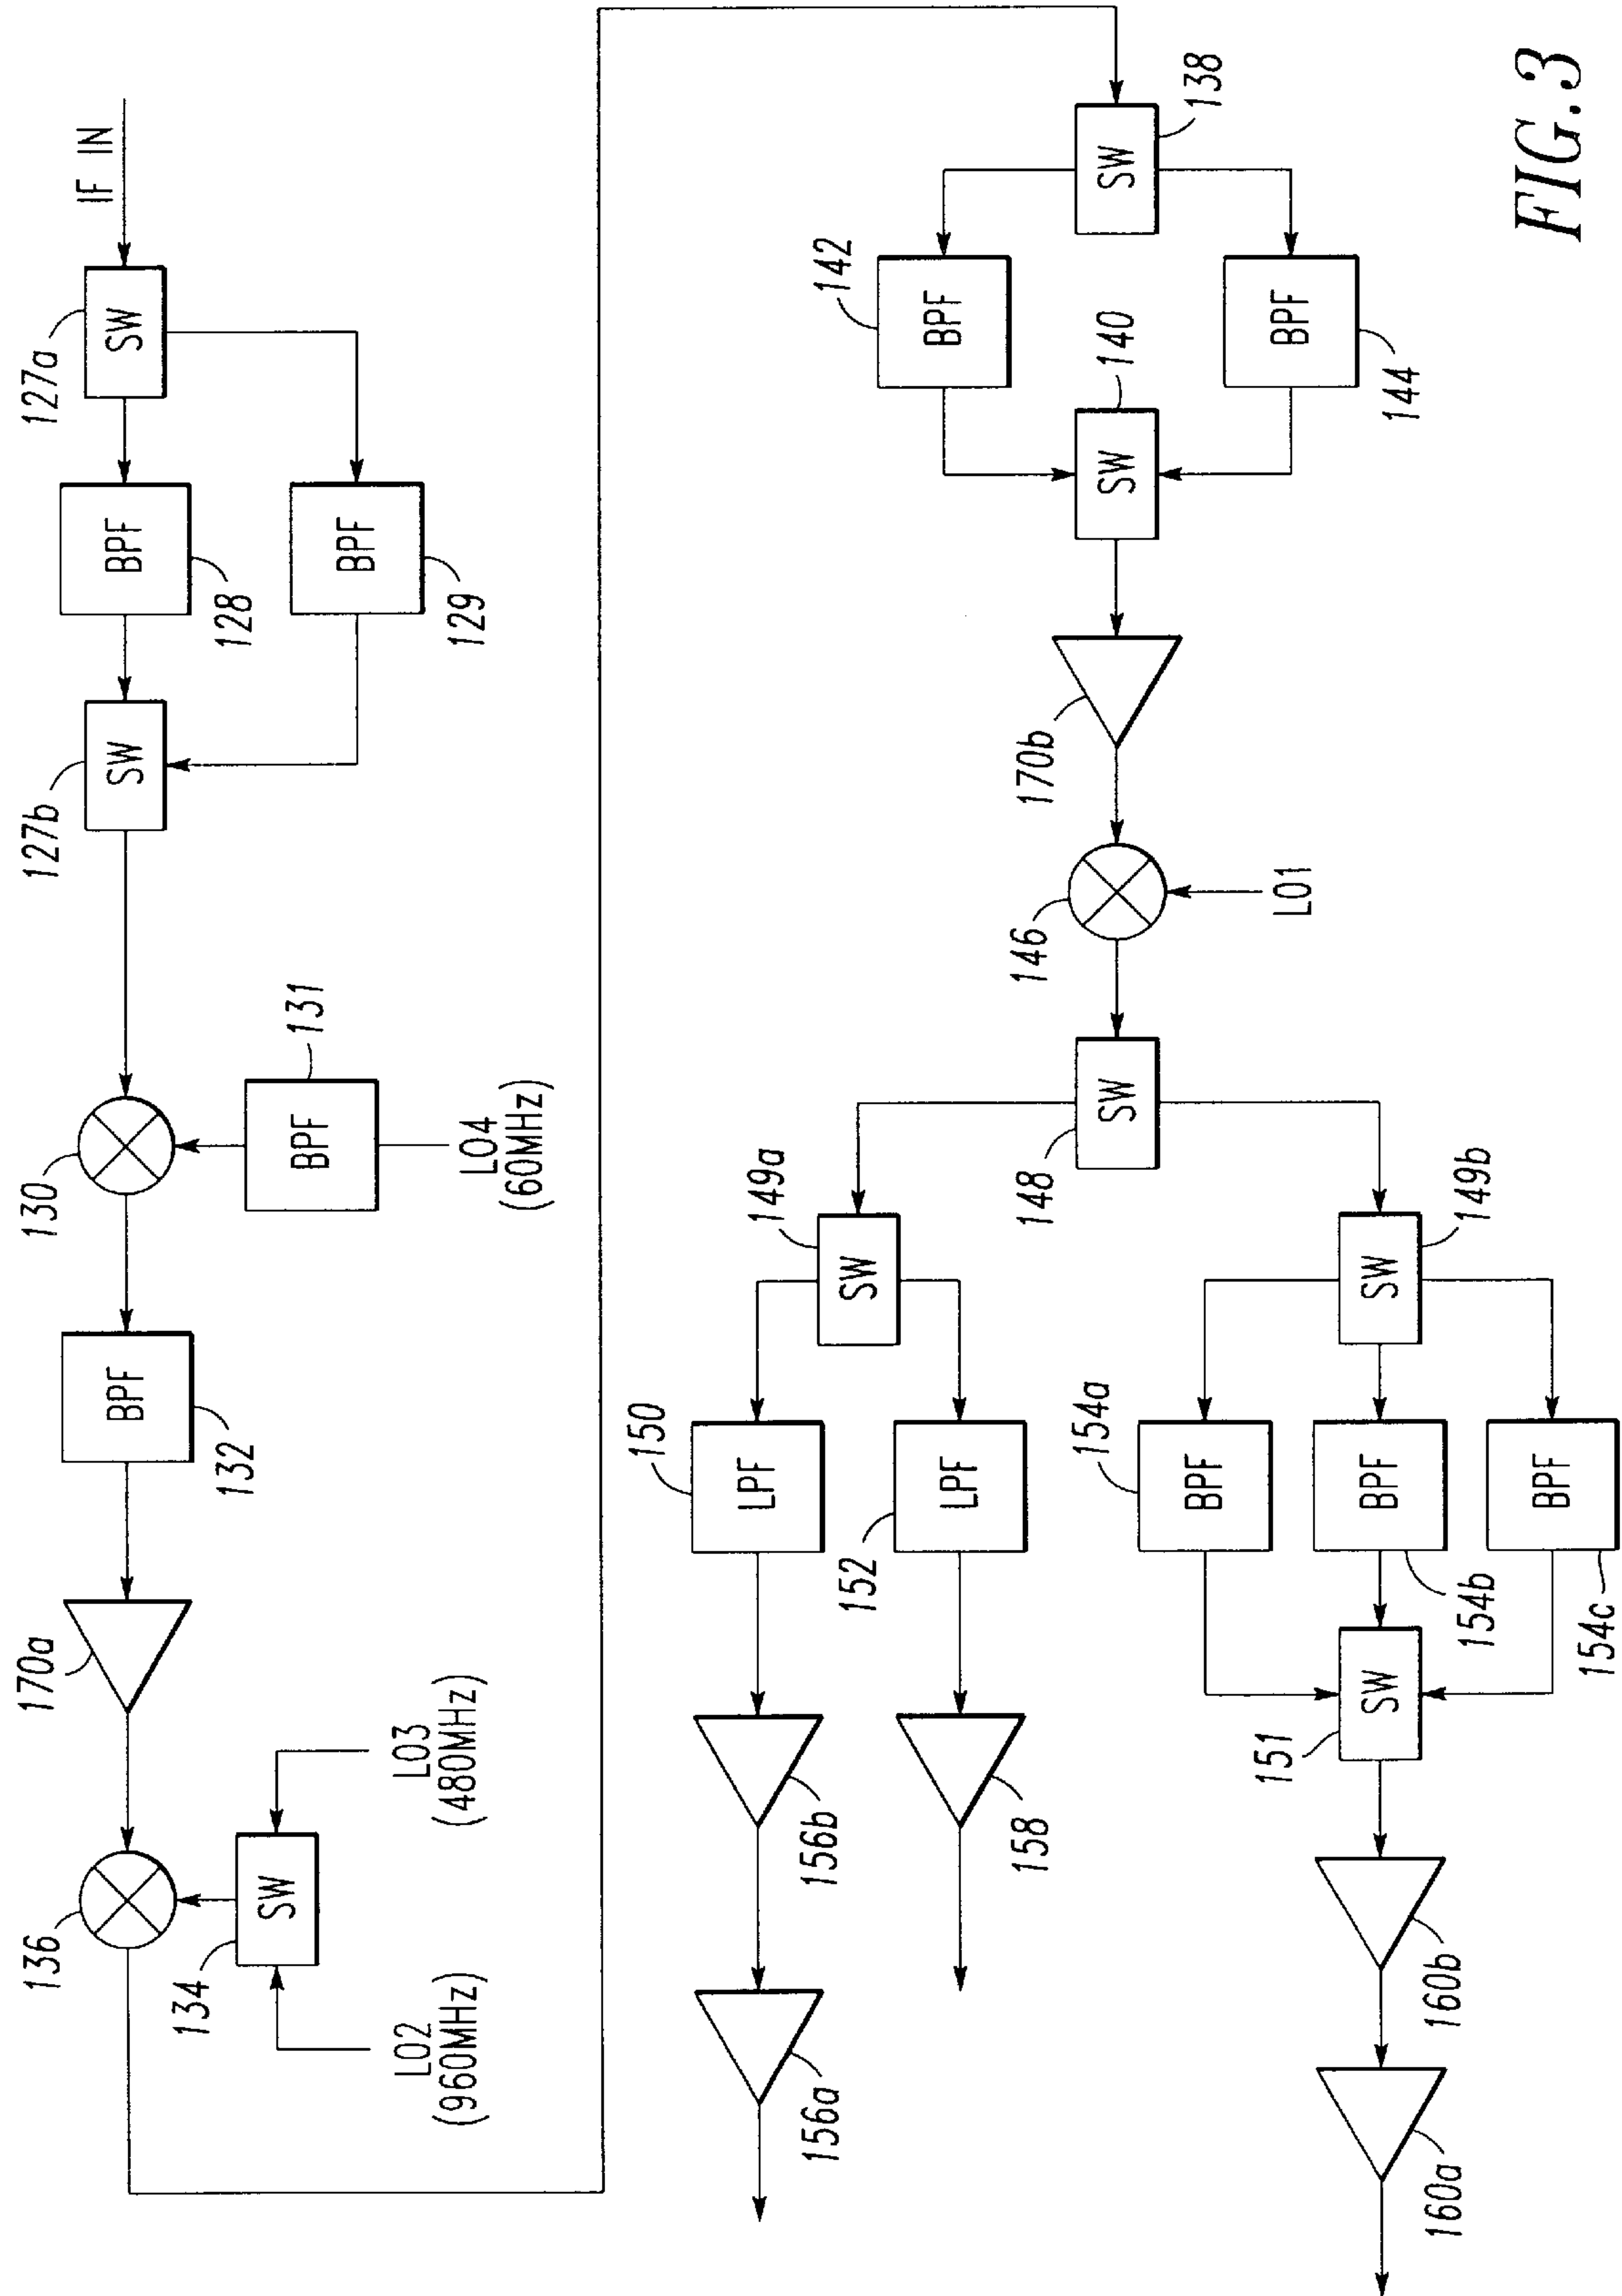 IF IN
127a
SW
BPF
128
BPF
129
127b
SW
130
BPF
131
LO4
(60MHz)
BPF
132
170a
136
SW
134
LO3
(480MHz)
LO2
(960MHz)
SW
138
142
BPF
BPF
144
140
SW
170b
146
LO1
SW
148
149a
SW
150
LPF
152
LPF
156b
156a
158
149b
SW
154a
BPF
BPF
154b
BPF
154c
151
SW
160b
160a
FIG.3